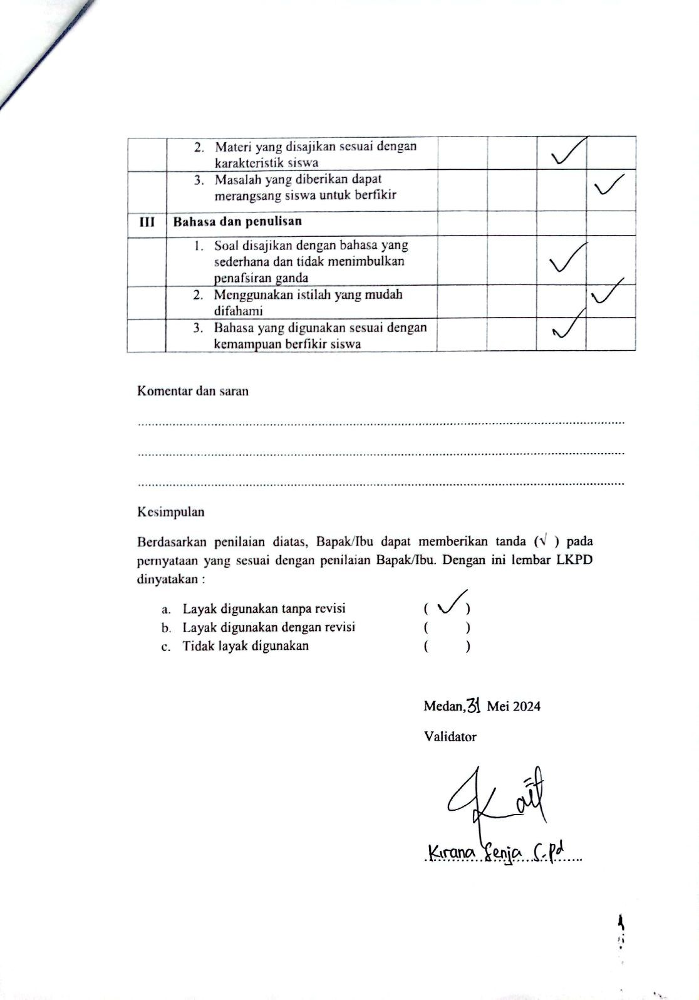 2. Materi yang disajikan sesuai dengan
karakteristik siswa ✓
3. Masalah yang diberikan dapat
merangsang siswa untuk berfikir ✓
III Bahasa dan penulisan
1. Soal disajikan dengan bahasa yang
sederhana dan tidak menimbulkan
penafsiran ganda ✓
2. Menggunakan istilah yang mudah
difahami ✓
3. Bahasa yang digunakan sesuai dengan
kemampuan berfikir siswa ✓
Komentar dan saran
Kesimpulan
Berdasarkan penilaian diatas, Bapak/Ibu dapat memberikan tanda (√ ) pada
pernyataan yang sesuai dengan penilaian Bapak/Ibu. Dengan ini lembar LKPD
dinyatakan :
a. Layak digunakan tanpa revisi ( ✓ )
b. Layak digunakan dengan revisi ( )
c. Tidak layak digunakan ( )
Medan, 31 Mei 2024
Validator
Kirana Senja S.Pd